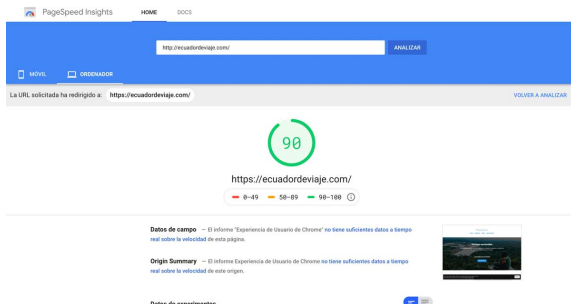 PageSpeed Insights HOME DOCS
http://ecuadordeviaje.com/ ANALIZAR
MÓVIL ORDENADOR
La URL solicitada ha redirigido a: https://ecuadordeviaje.com/ VOLVER A ANALIZAR
90
https://ecuadordeviaje.com/
0–49 50–89 90–100
Datos de campo — El informe "Experiencia de Usuario de Chrome" no tiene suficientes datos a tiempo
real sobre la velocidad de esta página.
Origin Summary — El informe Experiencia de Usuario de Chrome no tiene suficientes datos a tiempo
real sobre la velocidad de este origen.
Datos de experimentos